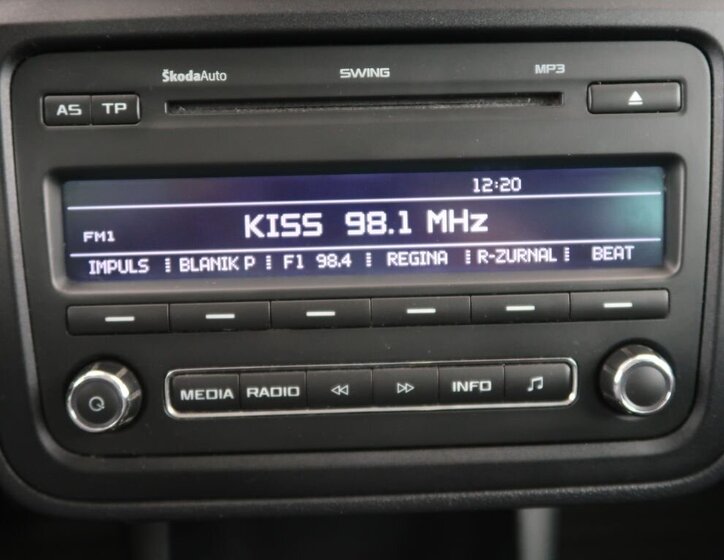 ŠkodaAuto SWING MP3
AS TP
12:20
KISS 98.1 MHz
FM1
IMPULS BLANIK P F1 98.4 REGINA R-ZURNAL BEAT
MEDIA RADIO INFO